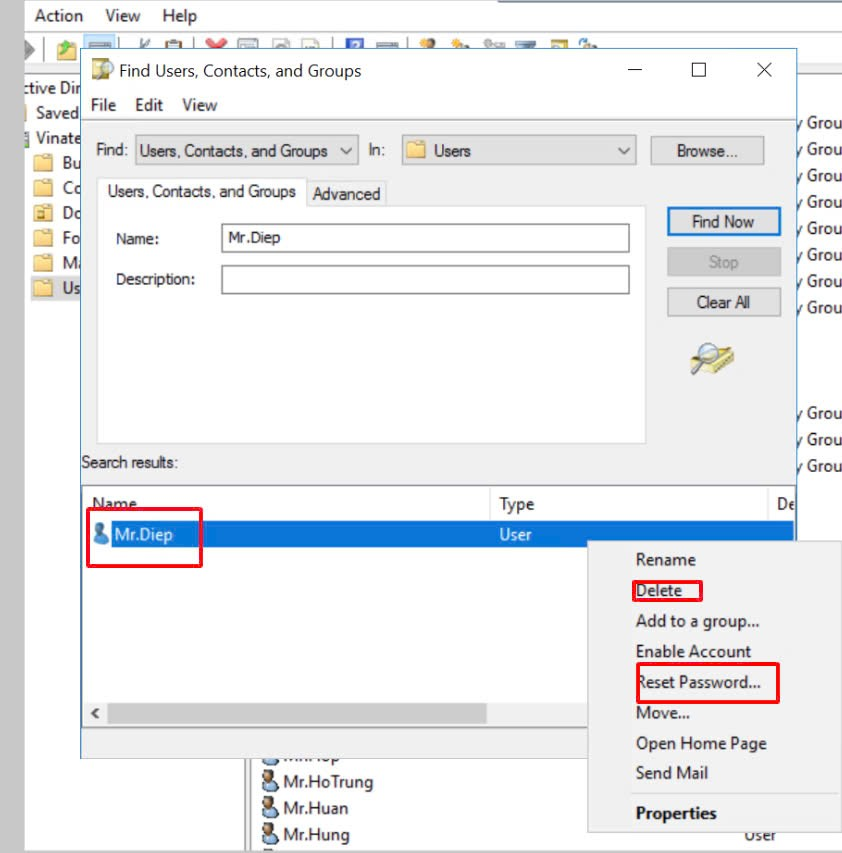 Action View Help
Find Users, Contacts, and Groups
ctive Dir
Saved
Vinate
Bu
Co
Do
Fo
Ma
Us
File Edit View
Find: Users, Contacts, and Groups In: Users Browse...
Users, Contacts, and Groups Advanced
Name: Mr.Diep
Description:
Find Now
Stop
Clear All
y Grou
y Grou
y Grou
y Grou
y Grou
y Grou
y Grou
y Grou
y Grou
y Grou
y Grou
Search results:
Name Type De
Mr.Diep User
Rename
Delete
Add to a group...
Enable Account
Reset Password...
Move...
Open Home Page
Send Mail
Properties
Mr.HoTrung
Mr.Huan
Mr.Hung User